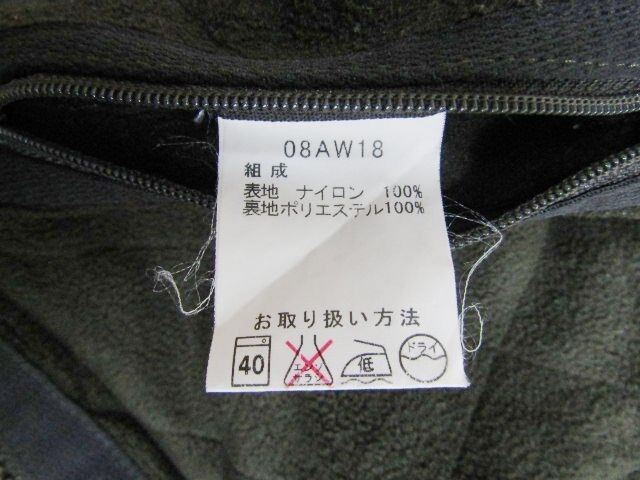 08AW18
組成
表地 ナイロン 100%
裏地ポリエステル100%
お取り扱い方法
40
エンソ
サラシ
低
ドライ